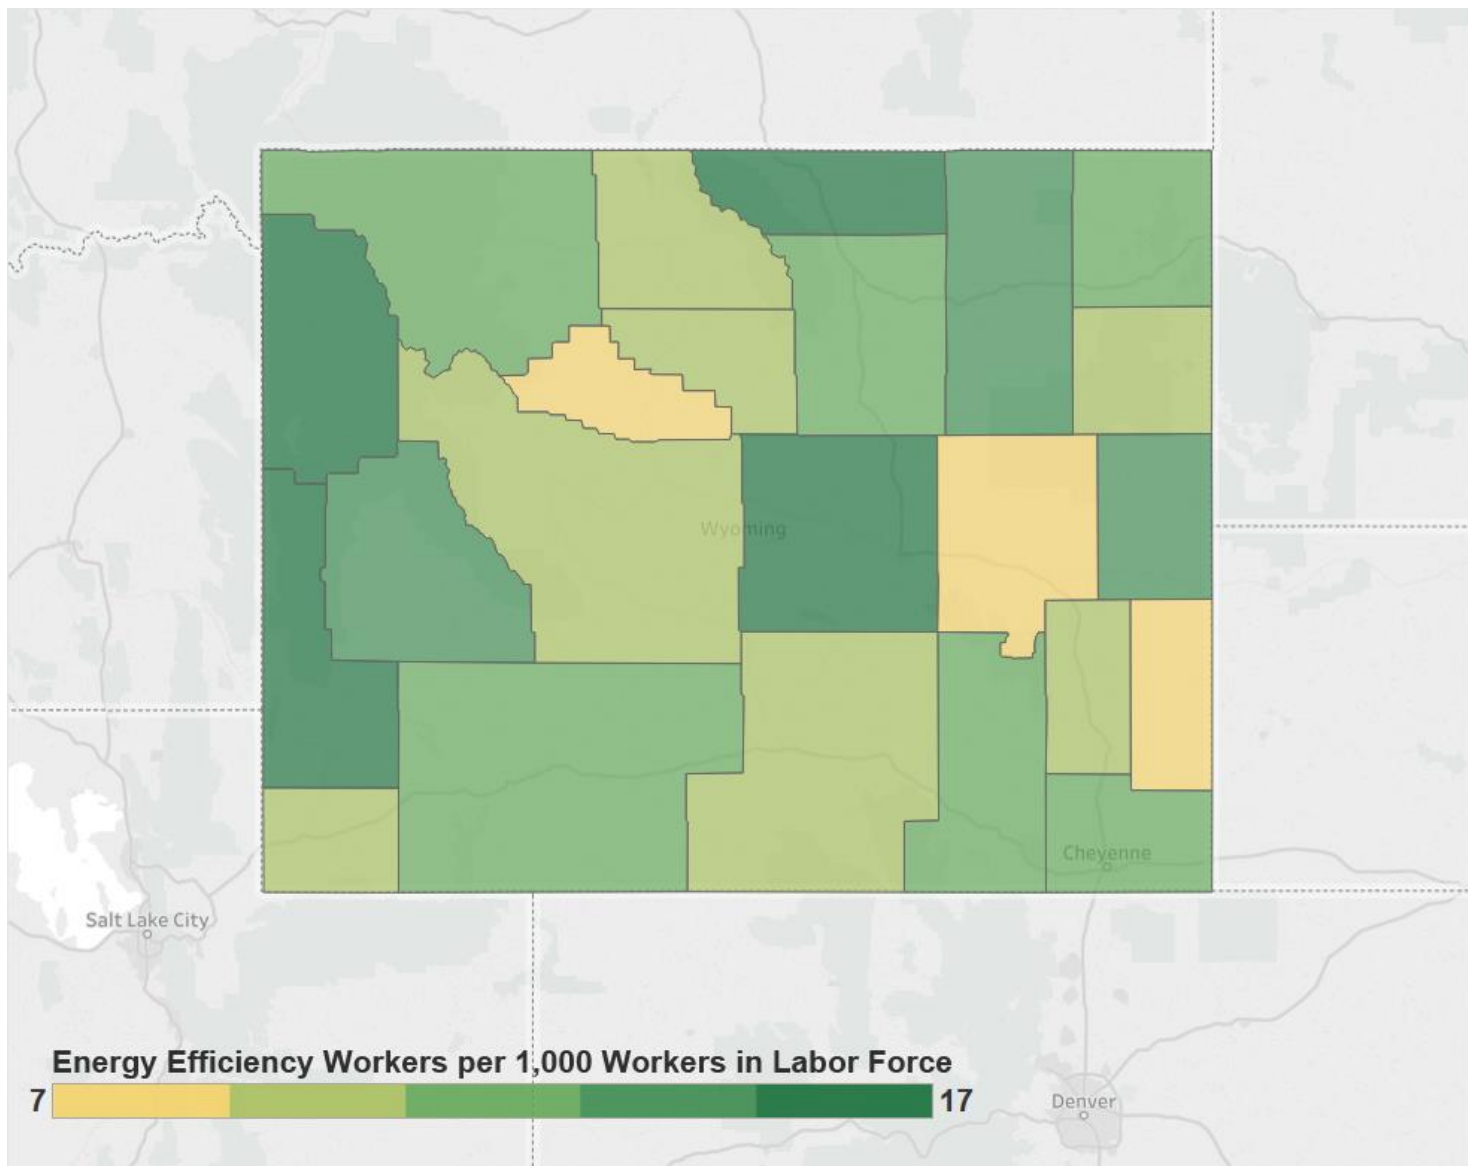 Wyoming
Cheyenne
Salt Lake City
Energy Efficiency Workers per 1,000 Workers in Labor Force
7 17
Denver